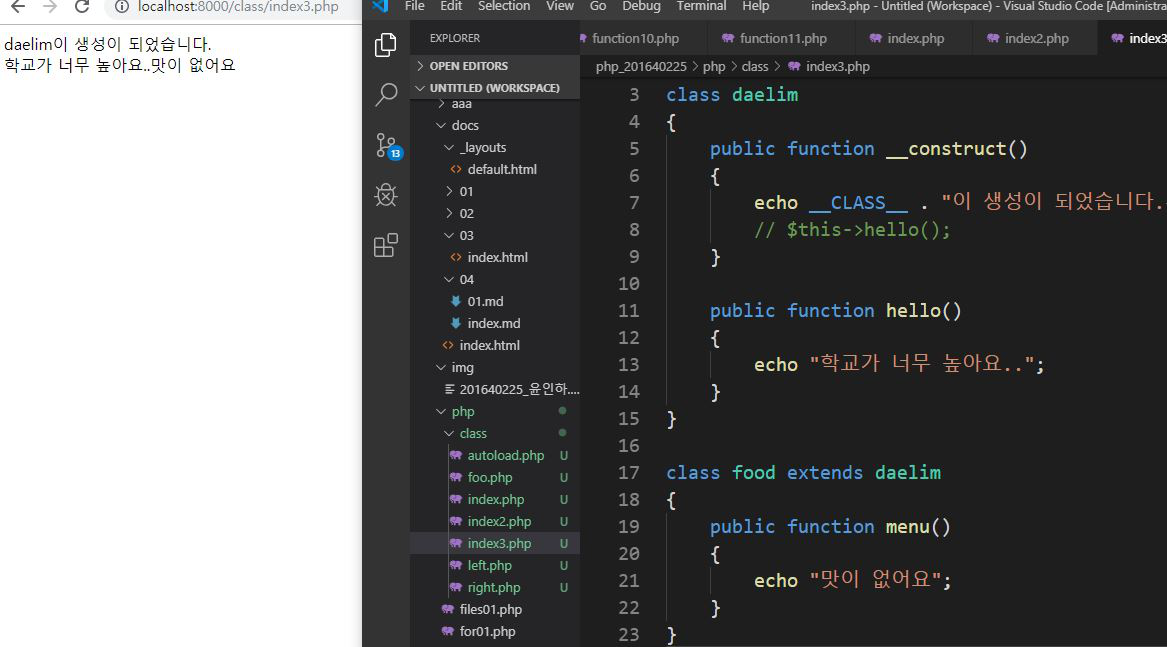 localhost:8000/class/index3.php
daelim이 생성이 되었습니다.
학교가 너무 높아요..맛이 없어요
File Edit Selection View Go Debug Terminal Help index3.php - Untitled (Workspace) - Visual Studio Code [Administra
EXPLORER
function10.php function11.php index.php index2.php index3
OPEN EDITORS
UNTITLED (WORKSPACE)
php_201640225 > php > class > index3.php
aaa
docs
_layouts
default.html
01
02
03
index.html
04
01.md
index.md
index.html
img
201640225_윤인하....
php
class
autoload.php U
foo.php U
index.php U
index2.php U
index3.php U
left.php U
right.php U
files01.php
for01.php
13
3 class daelim
4 {
5 public function __construct()
6 {
7 echo __CLASS__ . "이 생성이 되었습니다.
8 // $this->hello();
9 }
10
11 public function hello()
12 {
13 echo "학교가 너무 높아요..";
14 }
15 }
16
17 class food extends daelim
18 {
19 public function menu()
20 {
21 echo "맛이 없어요";
22 }
23 }